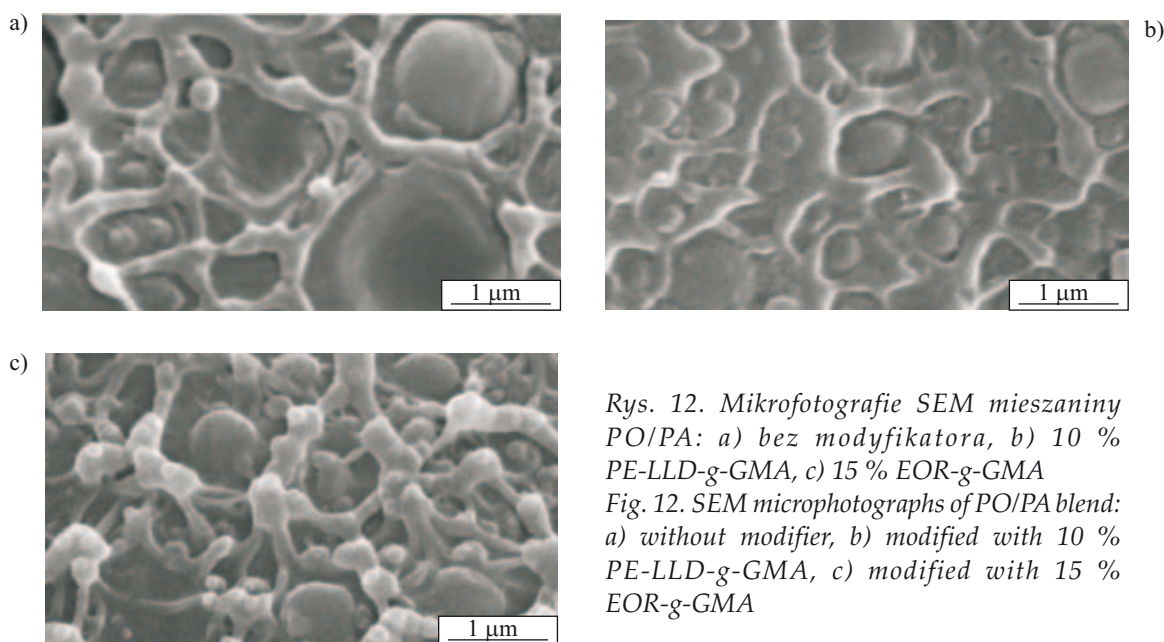 a)
b)
1 μm
1 μm
c)
1 μm
Rys. 12. Mikrofotografie SEM mieszaniny
PO/PA: a) bez modyfikatora, b) 10 %
PE-LLD-g-GMA, c) 15 % EOR-g-GMA
Fig. 12. SEM microphotographs of PO/PA blend:
a) without modifier, b) modified with 10 %
PE-LLD-g-GMA, c) modified with 15 %
EOR-g-GMA